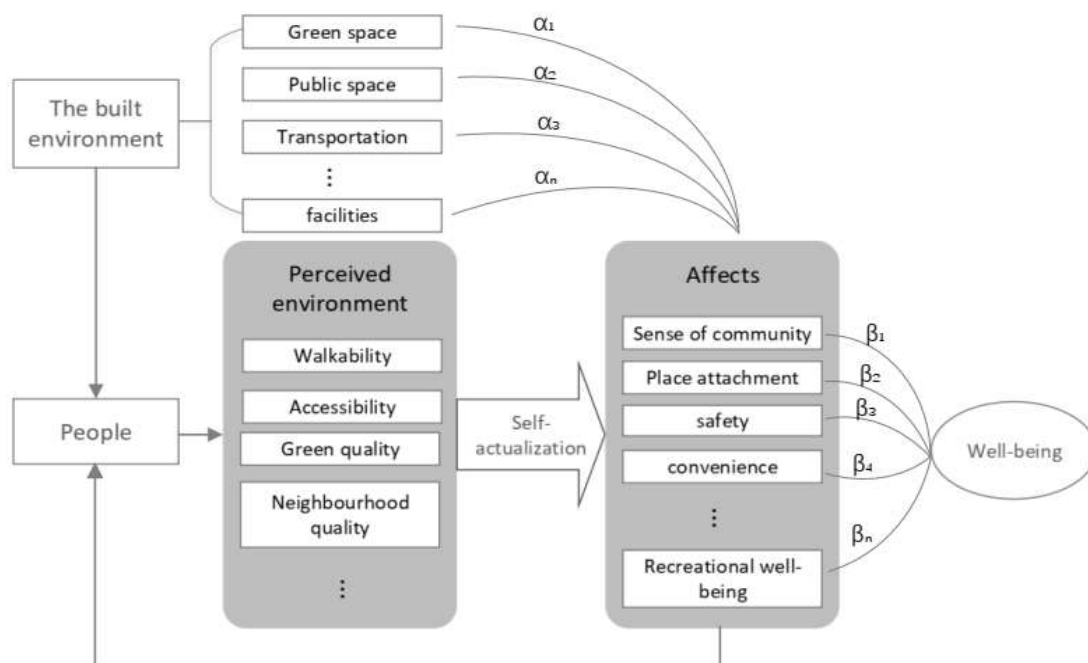 The built
environment
Green space
Public space
Transportation
⋮
facilities
α₁
α₂
α₃
αₙ
People
Perceived
environment
Walkability
Accessibility
Green quality
Neighbourhood
quality
⋮
Self-
actualization
Affects
Sense of community
Place attachment
safety
convenience
⋮
Recreational well-
being
β₁
β₂
β₃
β₄
βₙ
Well-being